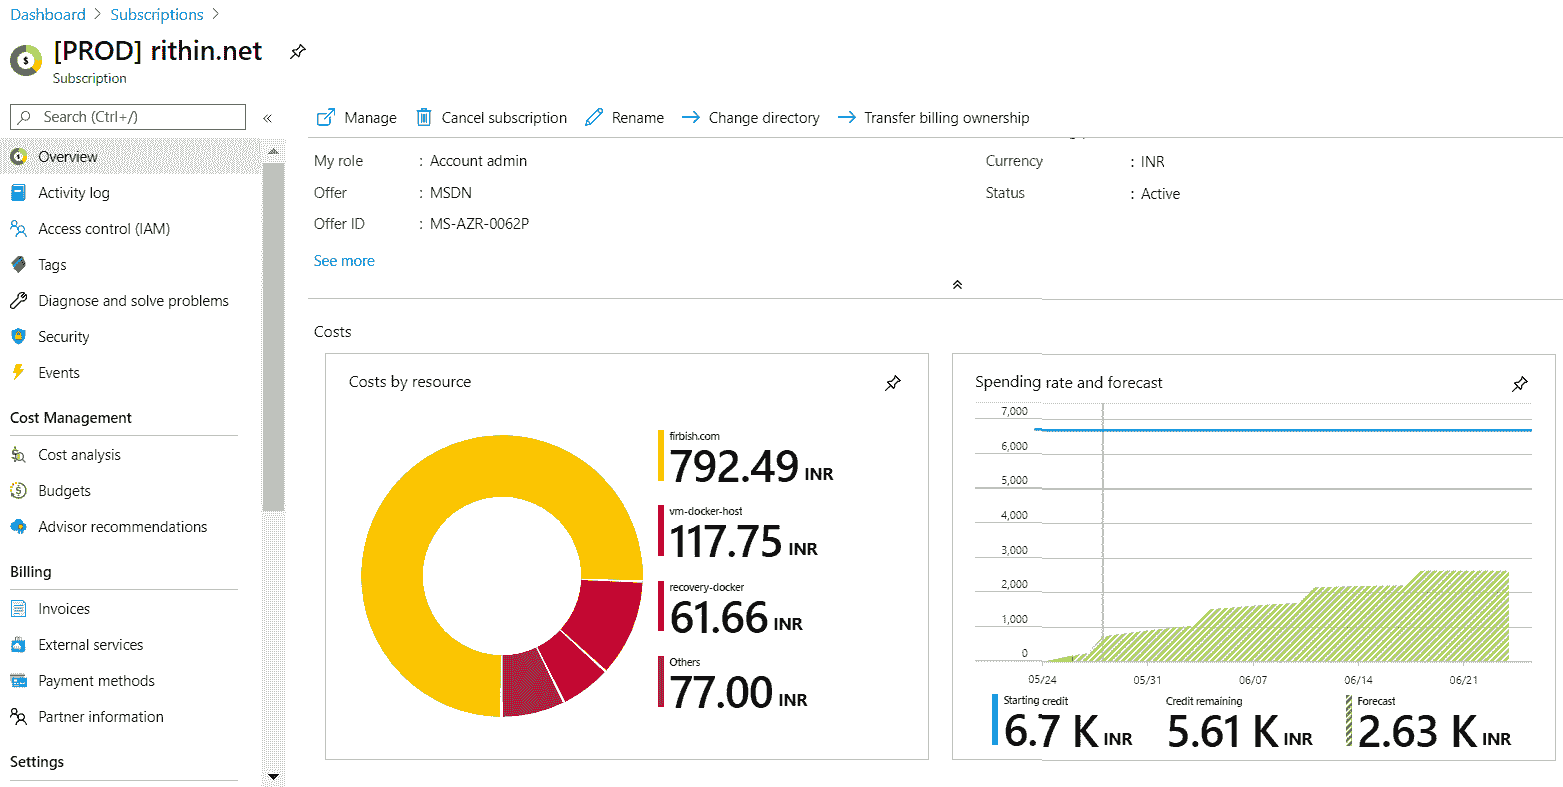 Dashboard > Subscriptions >
[PROD] rithin.net
Subscription
Search (Ctrl+/)
«
Overview
Activity log
Access control (IAM)
Tags
Diagnose and solve problems
Security
Events
Cost Management
Cost analysis
Budgets
Advisor recommendations
Billing
Invoices
External services
Payment methods
Partner information
Settings
Manage Cancel subscription Rename Change directory Transfer billing ownership
My role : Account admin
Offer : MSDN
Offer ID : MS-AZR-0062P
See more
Currency : INR
Status : Active
Costs
Costs by resource
firbish.com
792.49 INR
vm-docker-host
117.75 INR
recovery-docker
61.66 INR
Others
77.00 INR
Spending rate and forecast
7,000
6,000
5,000
4,000
3,000
2,000
1,000
0
05/24 05/31 06/07 06/14 06/21
Starting credit
6.7 K INR
Credit remaining
5.61 K INR
Forecast
2.63 K INR